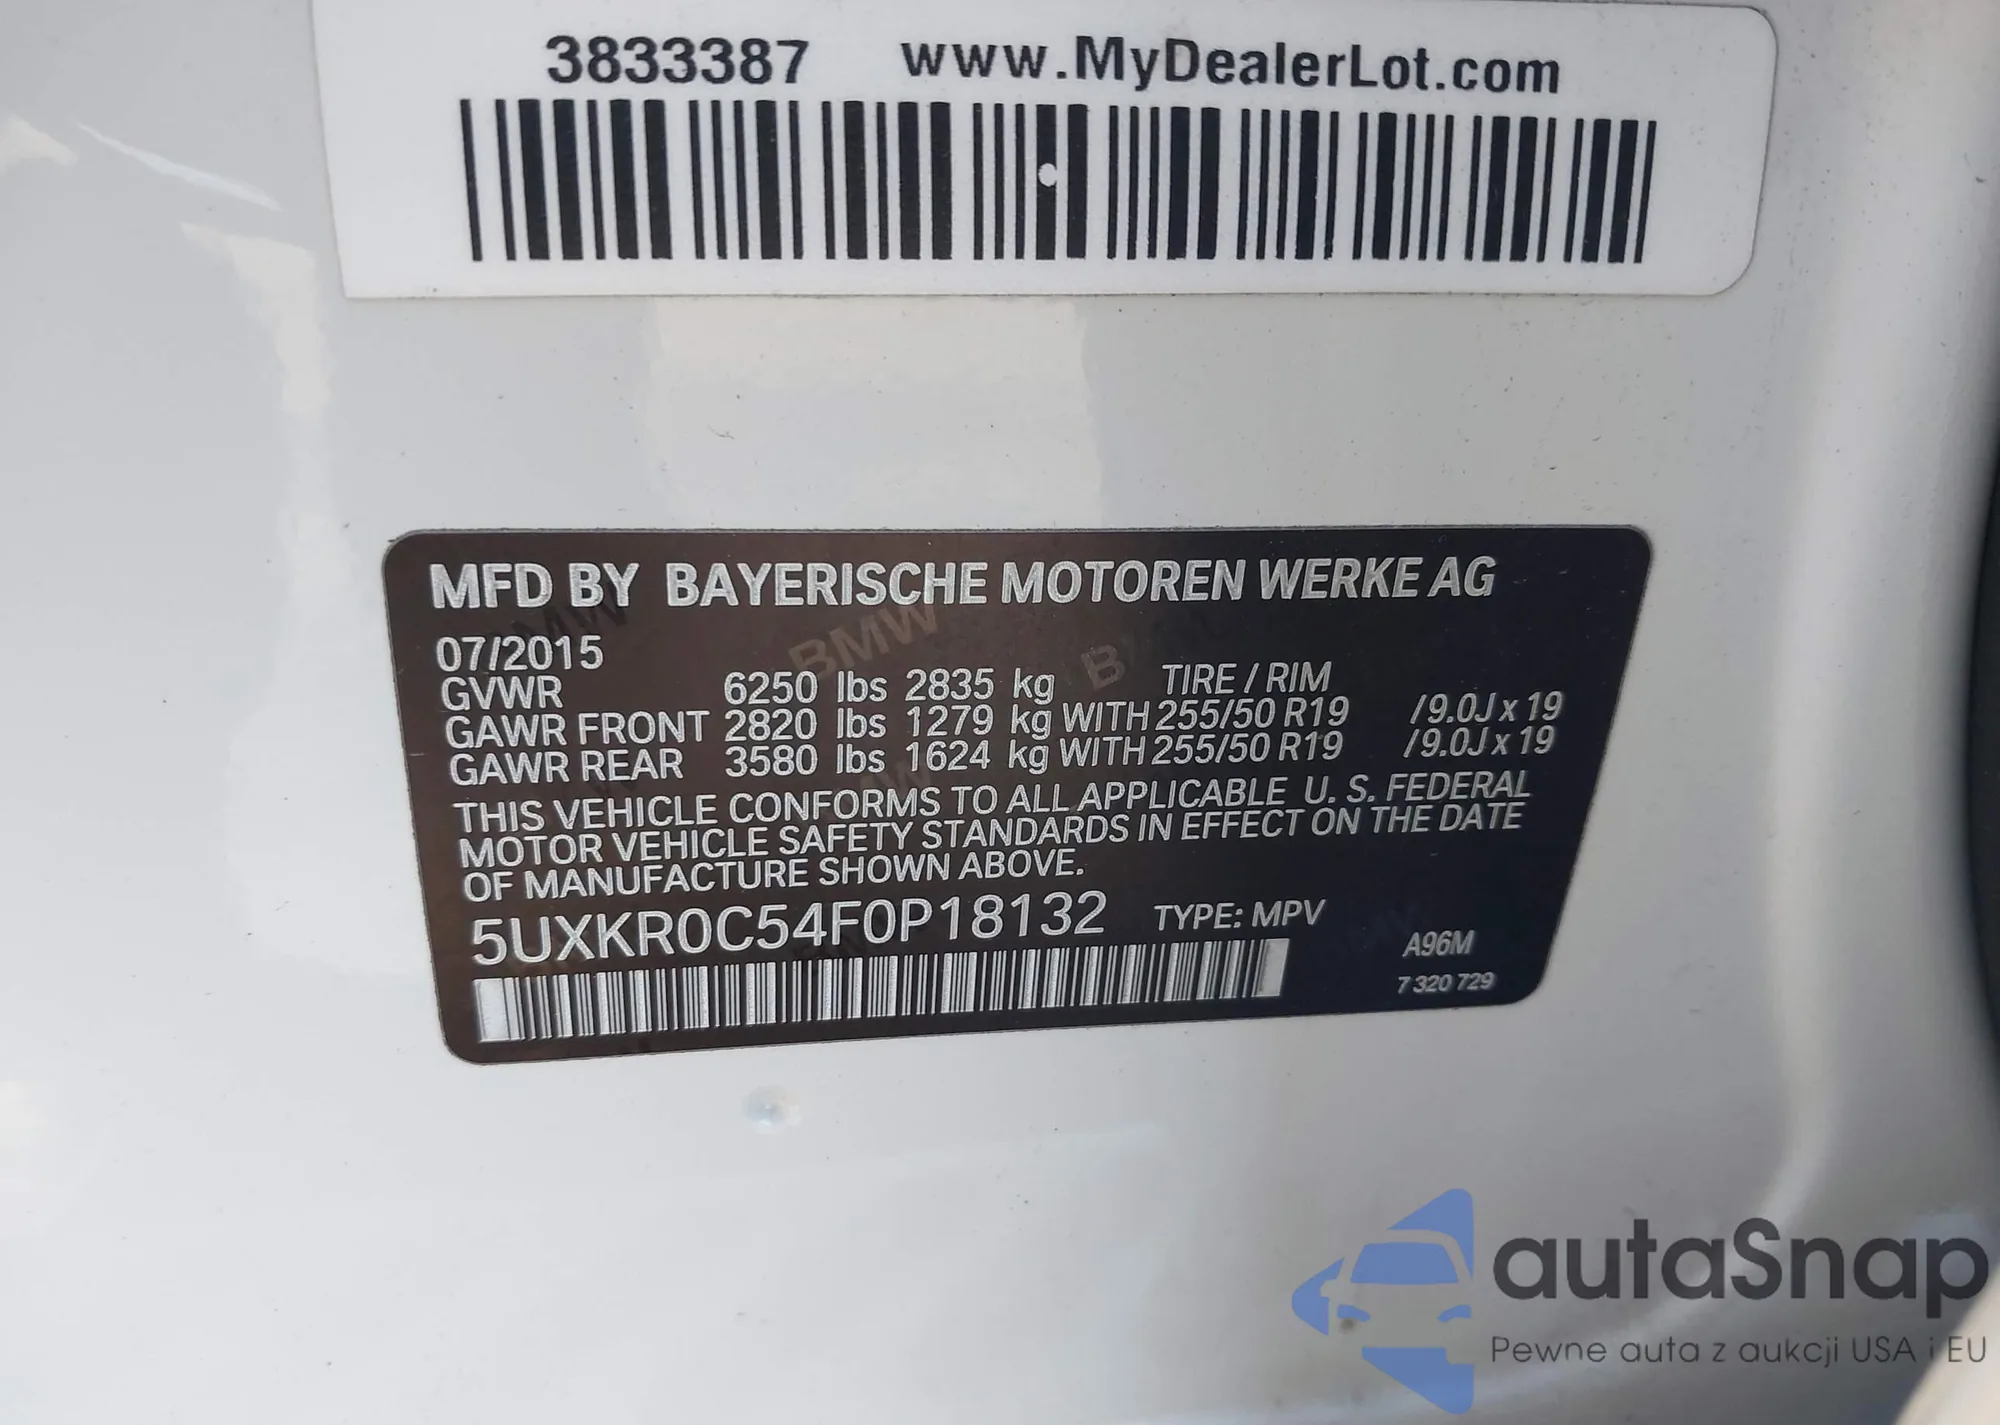 3833387 www.MyDealerLot.com
MFD BY BAYERISCHE MOTOREN WERKE AG
07/2015
GVWR 6250 lbs 2835 kg TIRE / RIM
GAWR FRONT 2820 lbs 1279 kg WITH 255/50 R19 /9.0J x 19
GAWR REAR 3580 lbs 1624 kg WITH 255/50 R19 /9.0J x 19
THIS VEHICLE CONFORMS TO ALL APPLICABLE U. S. FEDERAL
MOTOR VEHICLE SAFETY STANDARDS IN EFFECT ON THE DATE
OF MANUFACTURE SHOWN ABOVE.
5UXKR0C54F0P18132 TYPE: MPV
A96M
7 320 729
autaSnap
Pewne auta z aukcji USA i EU